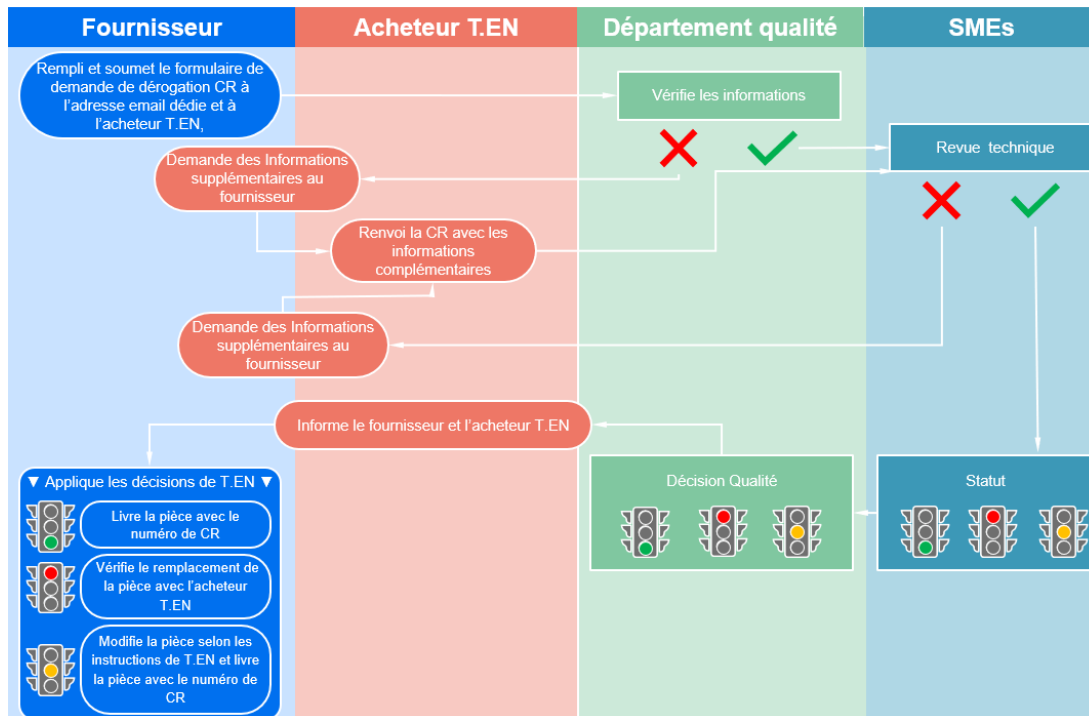 Fournisseur
Acheteur T.EN
Département qualité
SMEs
Rempli et soumet le formulaire de
demande de dérogation CR à
l'adresse email dédie et à
l'acheteur T.EN,
Vérifie les informations
Revue technique
Demande des Informations
supplémentaires au
fournisseur
Renvoi la CR avec les
informations
complémentaires
Demande des Informations
supplémentaires au
fournisseur
Informe le fournisseur et l'acheteur T.EN
▼ Applique les décisions de T.EN ▼
Livre la pièce avec le
numéro de CR
Vérifie le remplacement de
la pièce avec l'acheteur
T.EN
Modifie la pièce selon les
instructions de T.EN et livre
la pièce avec le numéro de
CR
Décision Qualité
Statut